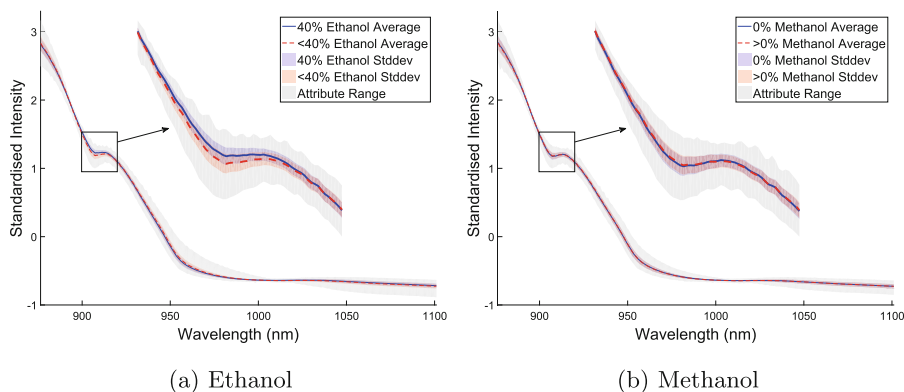 40% Ethanol Average
<40% Ethanol Average
40% Ethanol Stddev
<40% Ethanol Stddev
Attribute Range
Standardised Intensity
3
2
1
0
-1
900
950
1000
1050
1100
Wavelength (nm)
(a) Ethanol
0% Methanol Average
>0% Methanol Average
0% Methanol Stddev
>0% Methanol Stddev
Attribute Range
Standardised Intensity
3
2
1
0
-1
900
950
1000
1050
1100
Wavelength (nm)
(b) Methanol